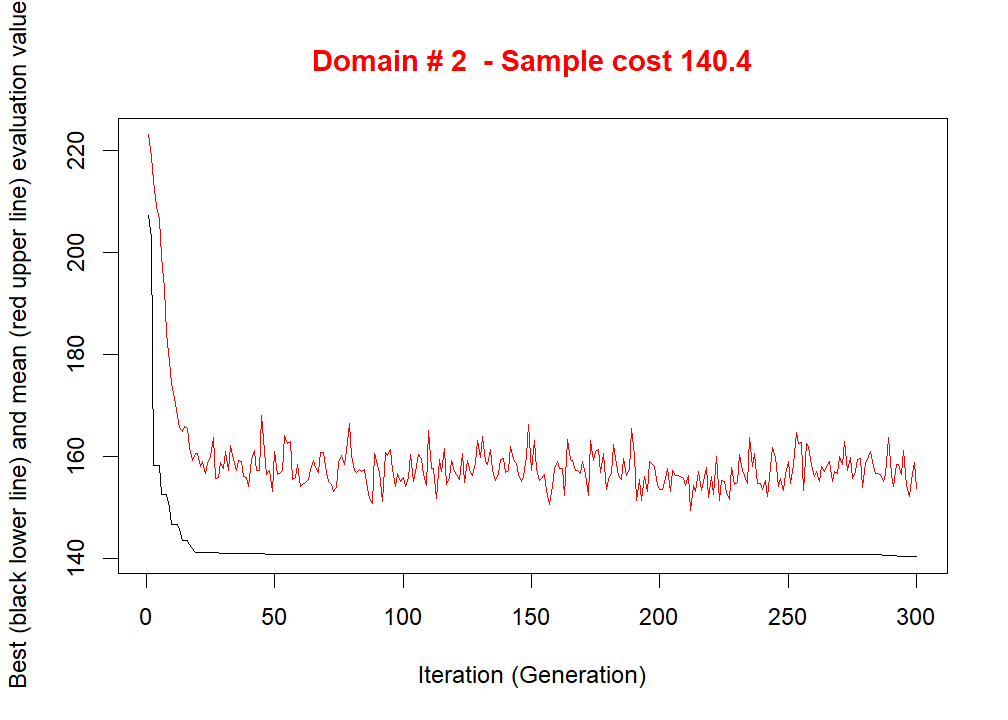 Domain # 2  - Sample cost 140.4
Best (black lower line) and mean (red upper line) evaluation value
220
200
180
160
140
0 50 100 150 200 250 300
Iteration (Generation)